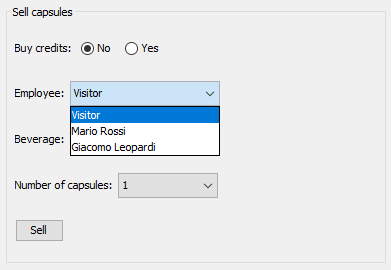 Sell capsules
Buy credits: No Yes
Employee: Visitor
Visitor
Mario Rossi
Giacomo Leopardi
Beverage:
Number of capsules: 1
Sell